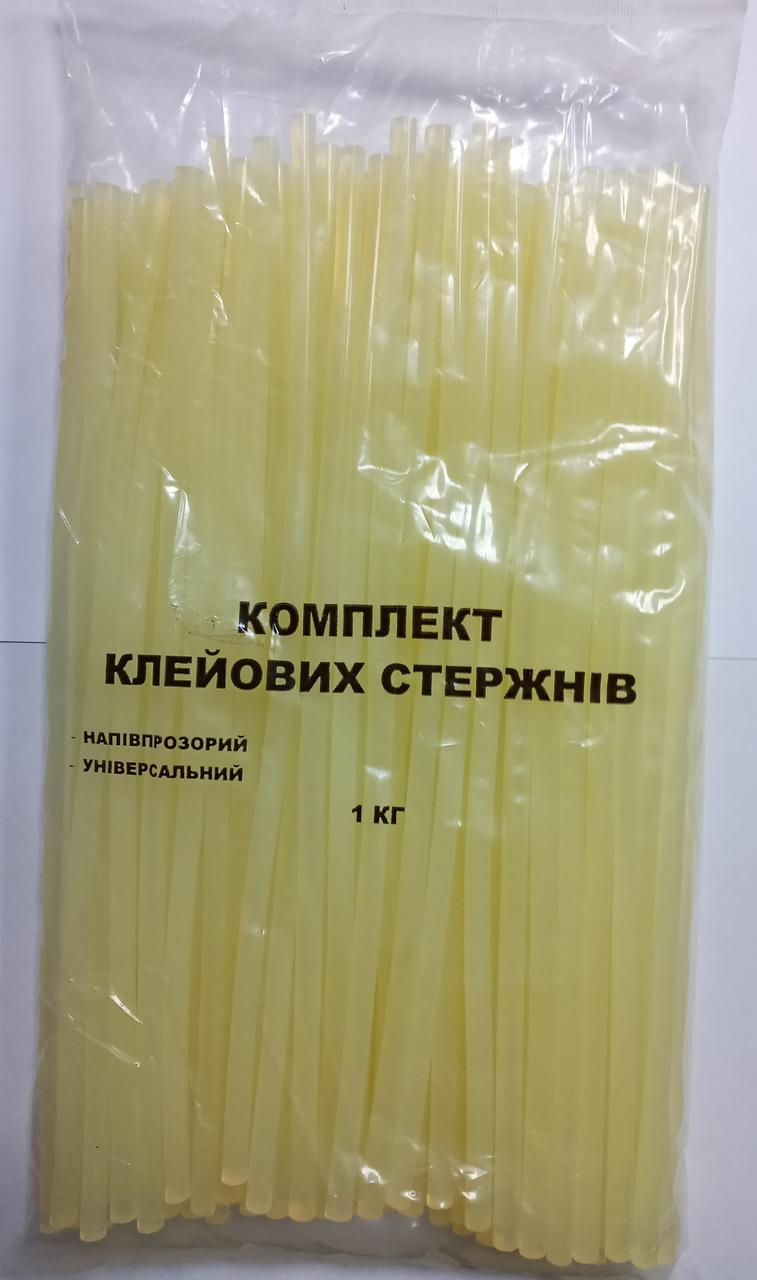 КОМПЛЕКТ
КЛЕЙОВИХ СТЕРЖНІВ
- НАПІВПРОЗОРИЙ
- УНІВЕРСАЛЬНИЙ
1 КГ